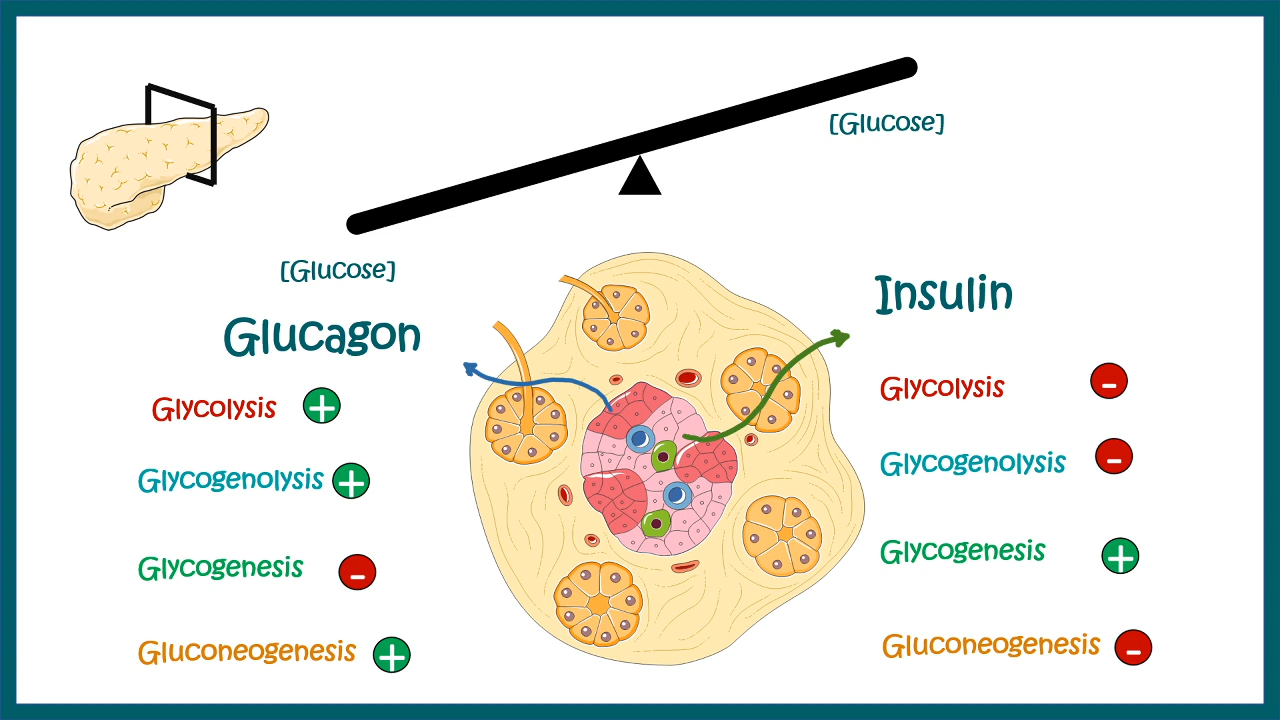 [Glucose]
[Glucose]
Glucagon
Glycolysis +
Glycogenolysis +
Glycogenesis -
Gluconeogenesis +
Insulin
Glycolysis -
Glycogenolysis -
Glycogenesis +
Gluconeogenesis -